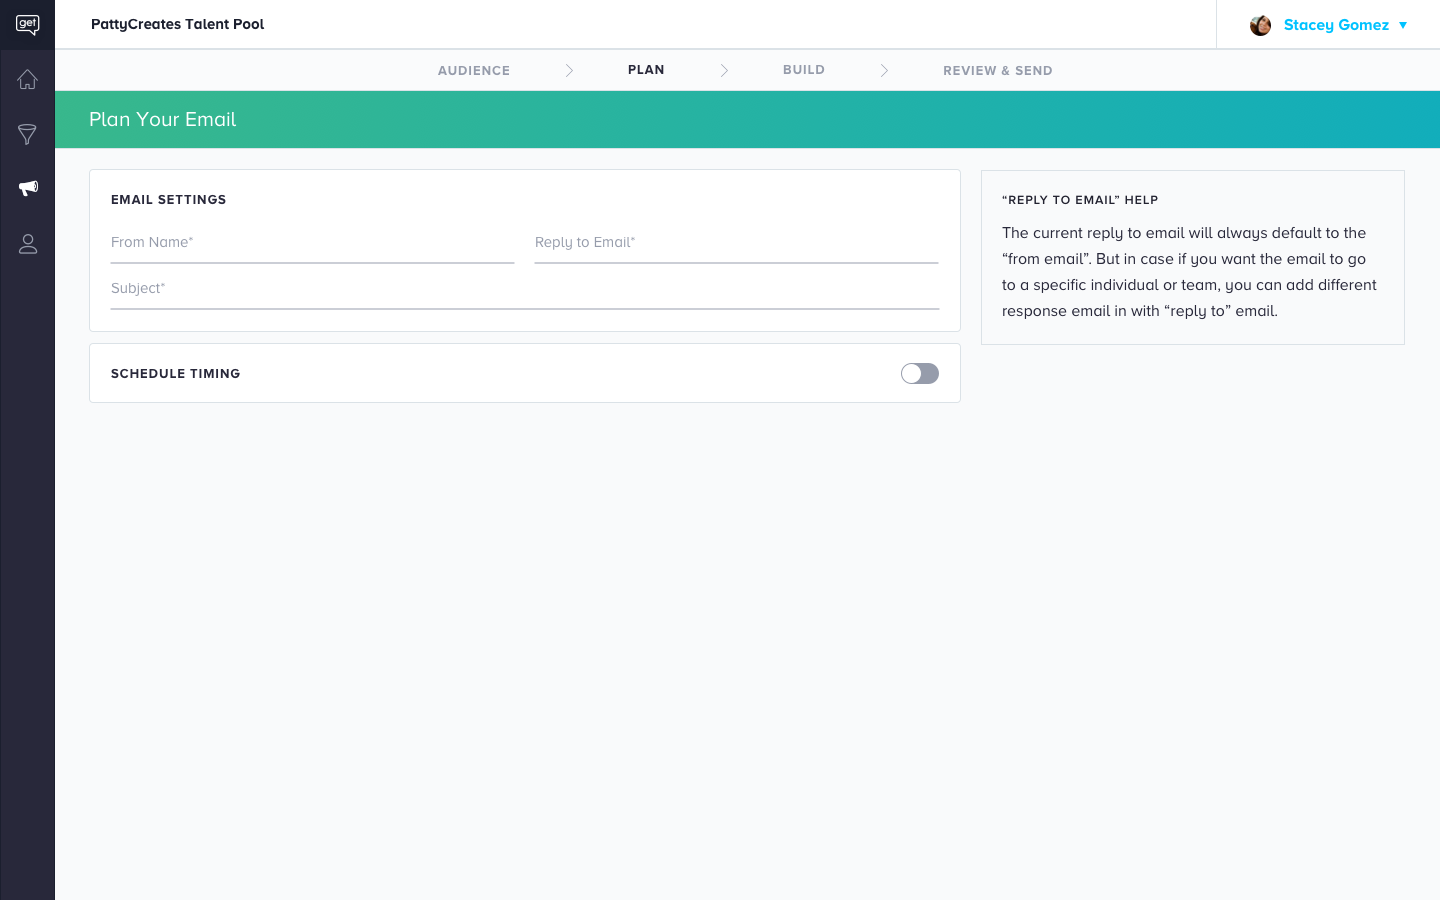 get
PattyCreates Talent Pool
Stacey Gomez
AUDIENCE
PLAN
BUILD
REVIEW & SEND
Plan Your Email
EMAIL SETTINGS
From Name*
Reply to Email*
Subject*
SCHEDULE TIMING
“REPLY TO EMAIL” HELP
The current reply to email will always default to the
“from email”. But in case if you want the email to go
to a specific individual or team, you can add different
response email in with “reply to” email.